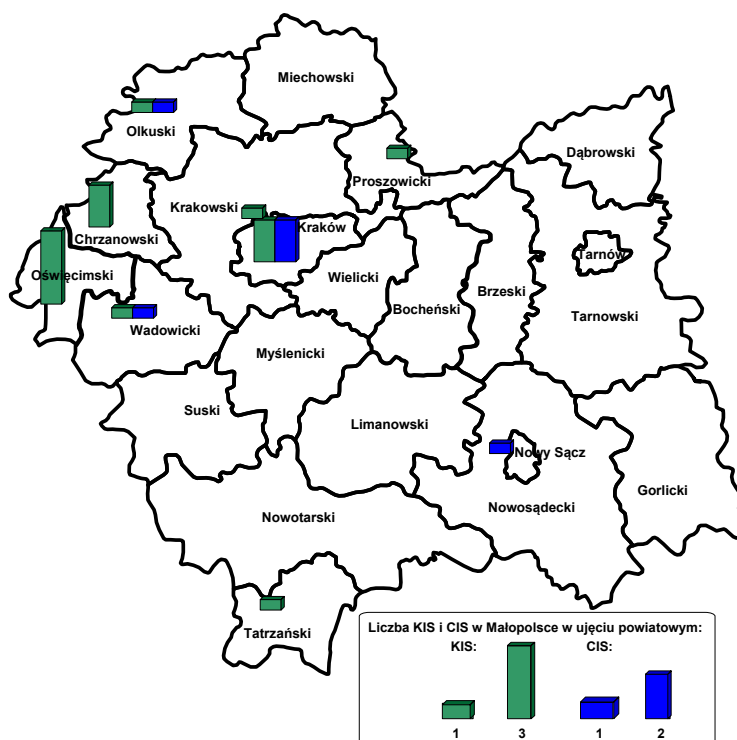 Miechowski
Olkuski
Dąbrowski
Proszowicki
Krakowski
Kraków
Chrzanowski
Tarnów
Oświęcimski
Wielicki
Brzeski
Bocheński
Tarnowski
Wadowicki
Myślenicki
Suski
Limanowski
Nowy Sącz
Gorlicki
Nowosądecki
Nowotarski
Tatrzański
Liczba KIS i CIS w Małopolsce w ujęciu powiatowym:
KIS: CIS:
1 3 1 2